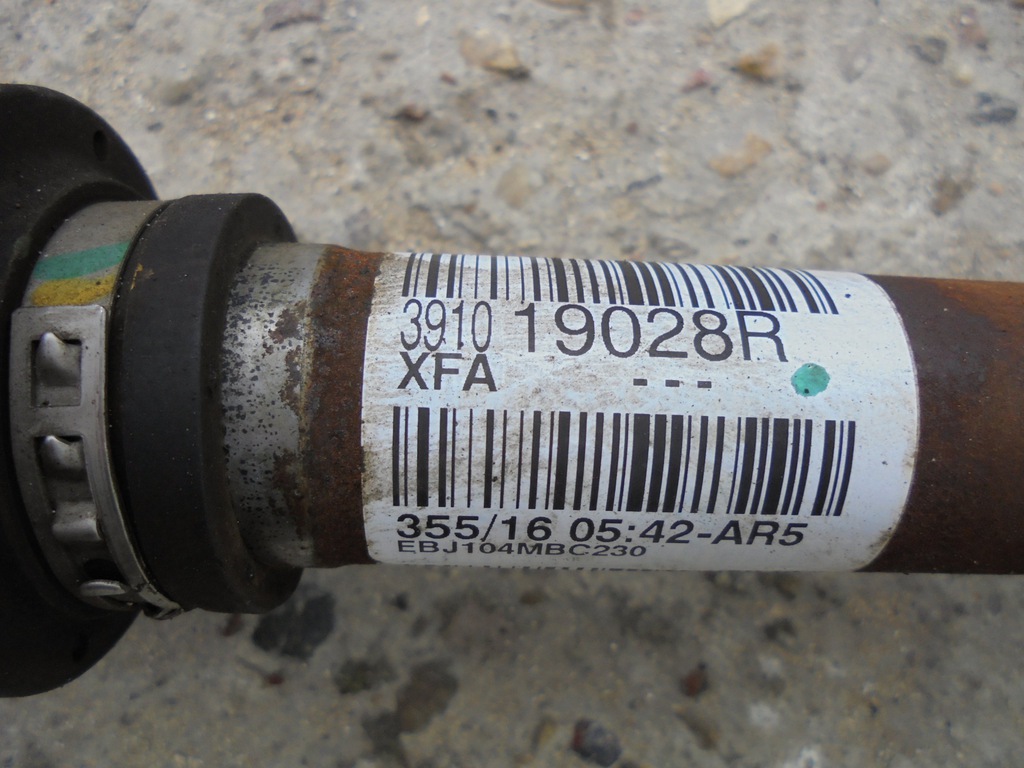 3910 19028R
XFA ---
355/16 05:42-AR5
EBJ104MBC230